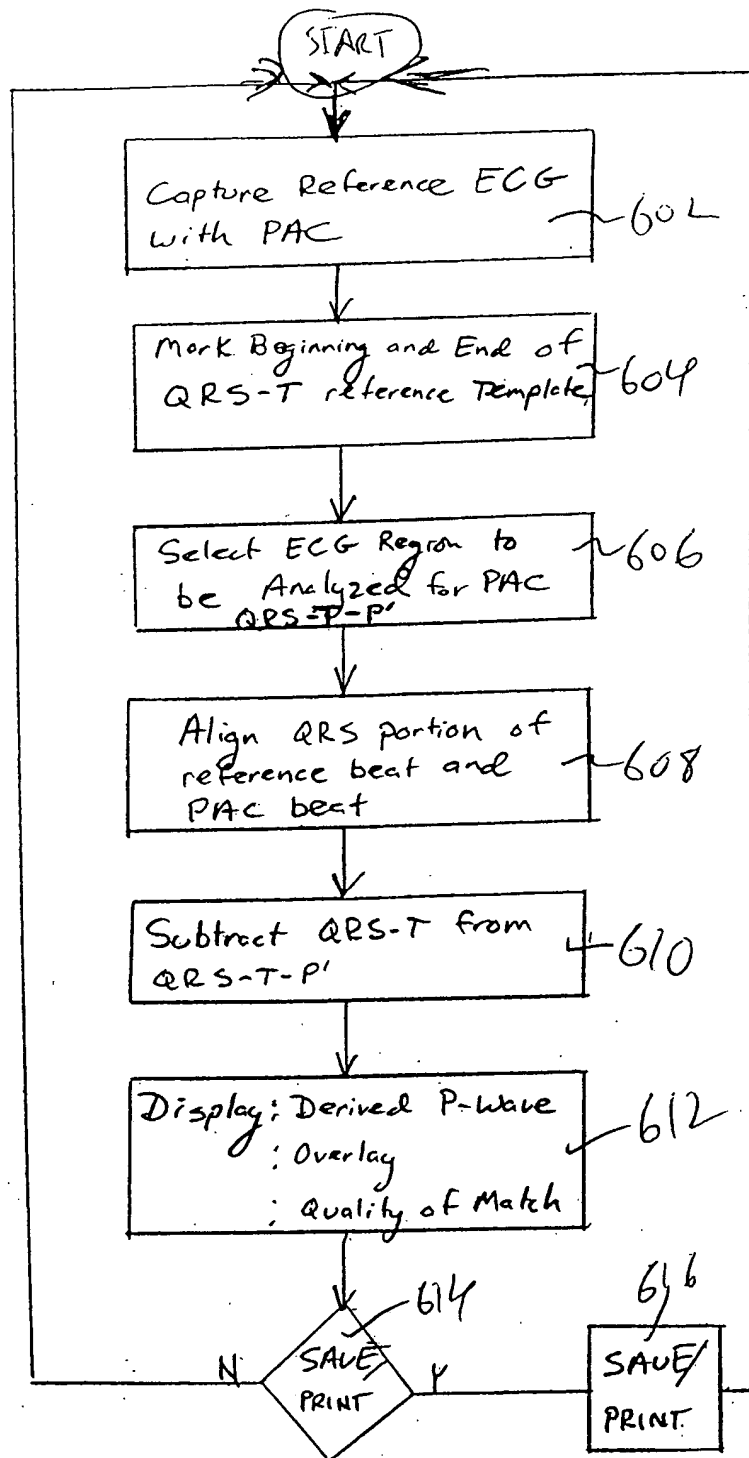 START
Capture Reference ECG
with PAC
602
Mark Beginning and End of
QRS-T reference Template
604
Select ECG Region to
be Analyzed for PAC
QRS-T-P'
606
Align QRS portion of
reference beat and
PAC beat
608
Subtract QRS-T from
QRS-T-P'
610
Display: Derived P-Wave
: Overlay
: Quality of Match
612
614
SAVE/
PRINT
N
Y
616
SAVE/
PRINT